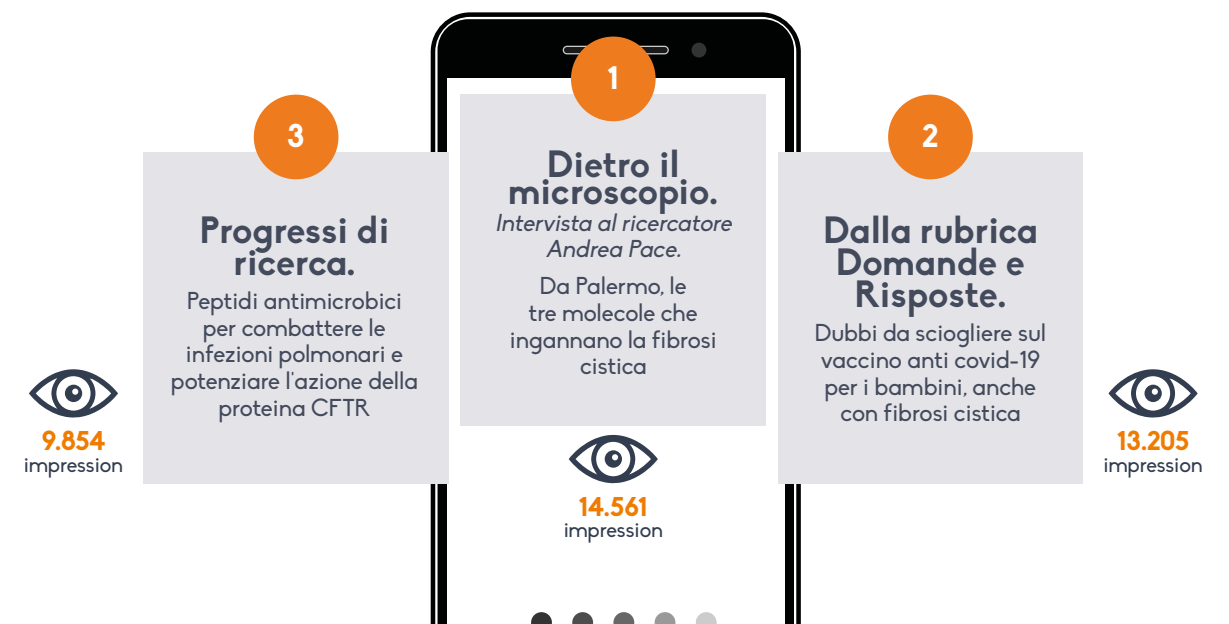 3
Progressi di
ricerca.
Peptidi antimicrobici
per combattere le
infezioni polmonari e
potenziare l'azione della
proteina CFTR
9.854
impression
1
Dietro il
microscopio.
Intervista al ricercatore
Andrea Pace.
Da Palermo, le
tre molecole che
ingannano la fibrosi
cistica
14.561
impression
2
Dalla rubrica
Domande e
Risposte.
Dubbi da sciogliere sul
vaccino anti covid-19
per i bambini, anche
con fibrosi cistica
13.205
impression